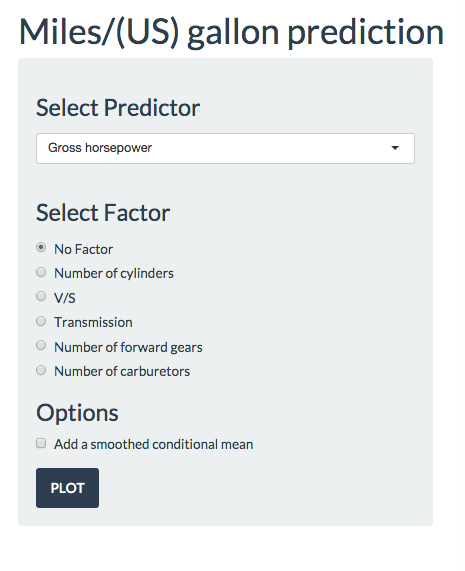 Miles/(US) gallon prediction
Select Predictor
Gross horsepower
Select Factor
No Factor
Number of cylinders
V/S
Transmission
Number of forward gears
Number of carburetors
Options
Add a smoothed conditional mean
PLOT